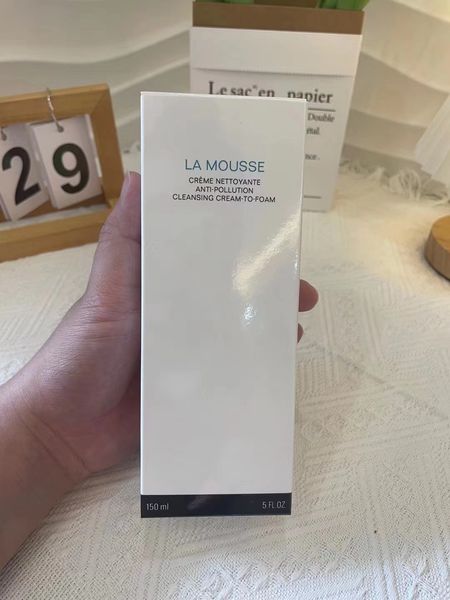 Le sac en papier
Double
29
LA MOUSSE
CRÈME NETTOYANTE
ANTI-POLLUTION
CLEANSING CREAM-TO-FOAM
150 ml
5 FL OZ